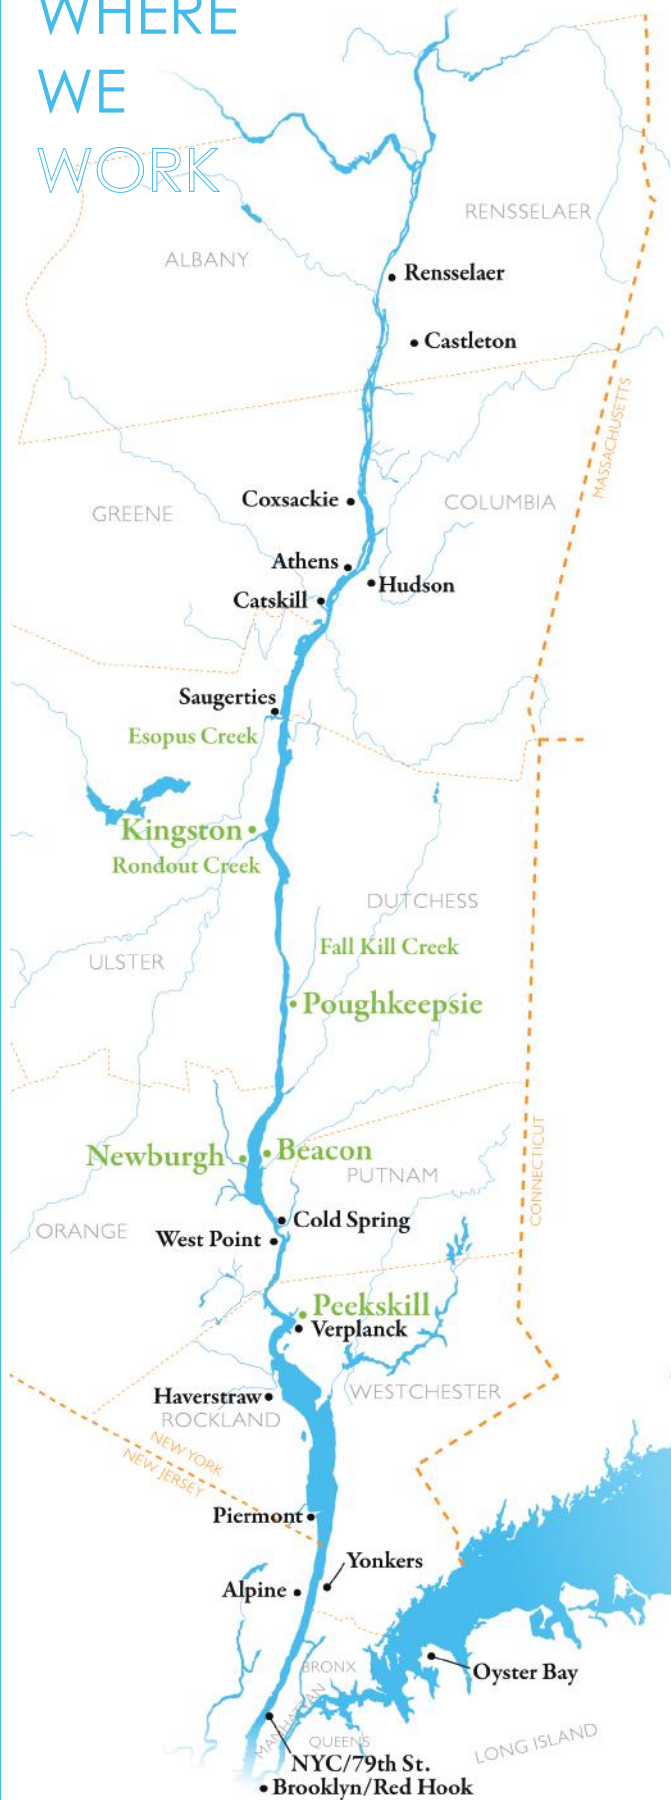 WHERE
WE
WORK
RENSSELAER
ALBANY
Rensselaer
Castleton
MASSACHUSETTS
Coxsackie
COLUMBIA
GREENE
Athens
Hudson
Catskill
Saugerties
Esopus Creek
Kingston
Rondout Creek
DUTCHESS
Fall Kill Creek
ULSTER
Poughkeepsie
CONNECTICUT
Newburgh
Beacon
PUTNAM
Cold Spring
ORANGE
West Point
Peekskill
Verplanck
WESTCHESTER
Haverstraw
ROCKLAND
NEW YORK
NEW JERSEY
Piermont
Yonkers
Alpine
BRONX
Oyster Bay
MANHATTAN
QUEENS
LONG ISLAND
NYC/79th St.
Brooklyn/Red Hook